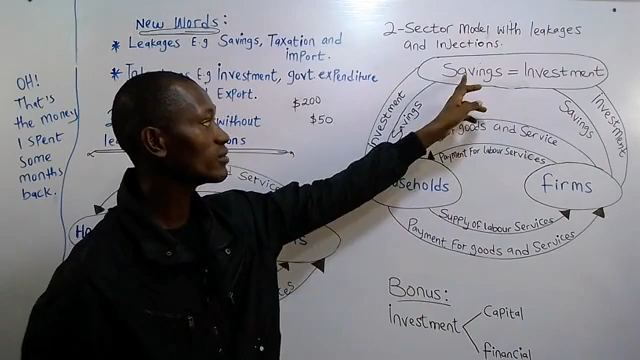 New Words:
* Leakages E.g Savings, Taxation and
import.
E.g investment, govt. expenditure
Export.
without
OH!
That's
the money
I spent
some
months
back.
$200
$50
2-Sector Model with leakages
and injections.
Savings = Investment
Investment
Savings
Savings
Investment
goods and Service
Payment for labour Services
Firms
Supply of labour Services
Payment for goods and Services
Bonus:
Investment
Capital
Financial